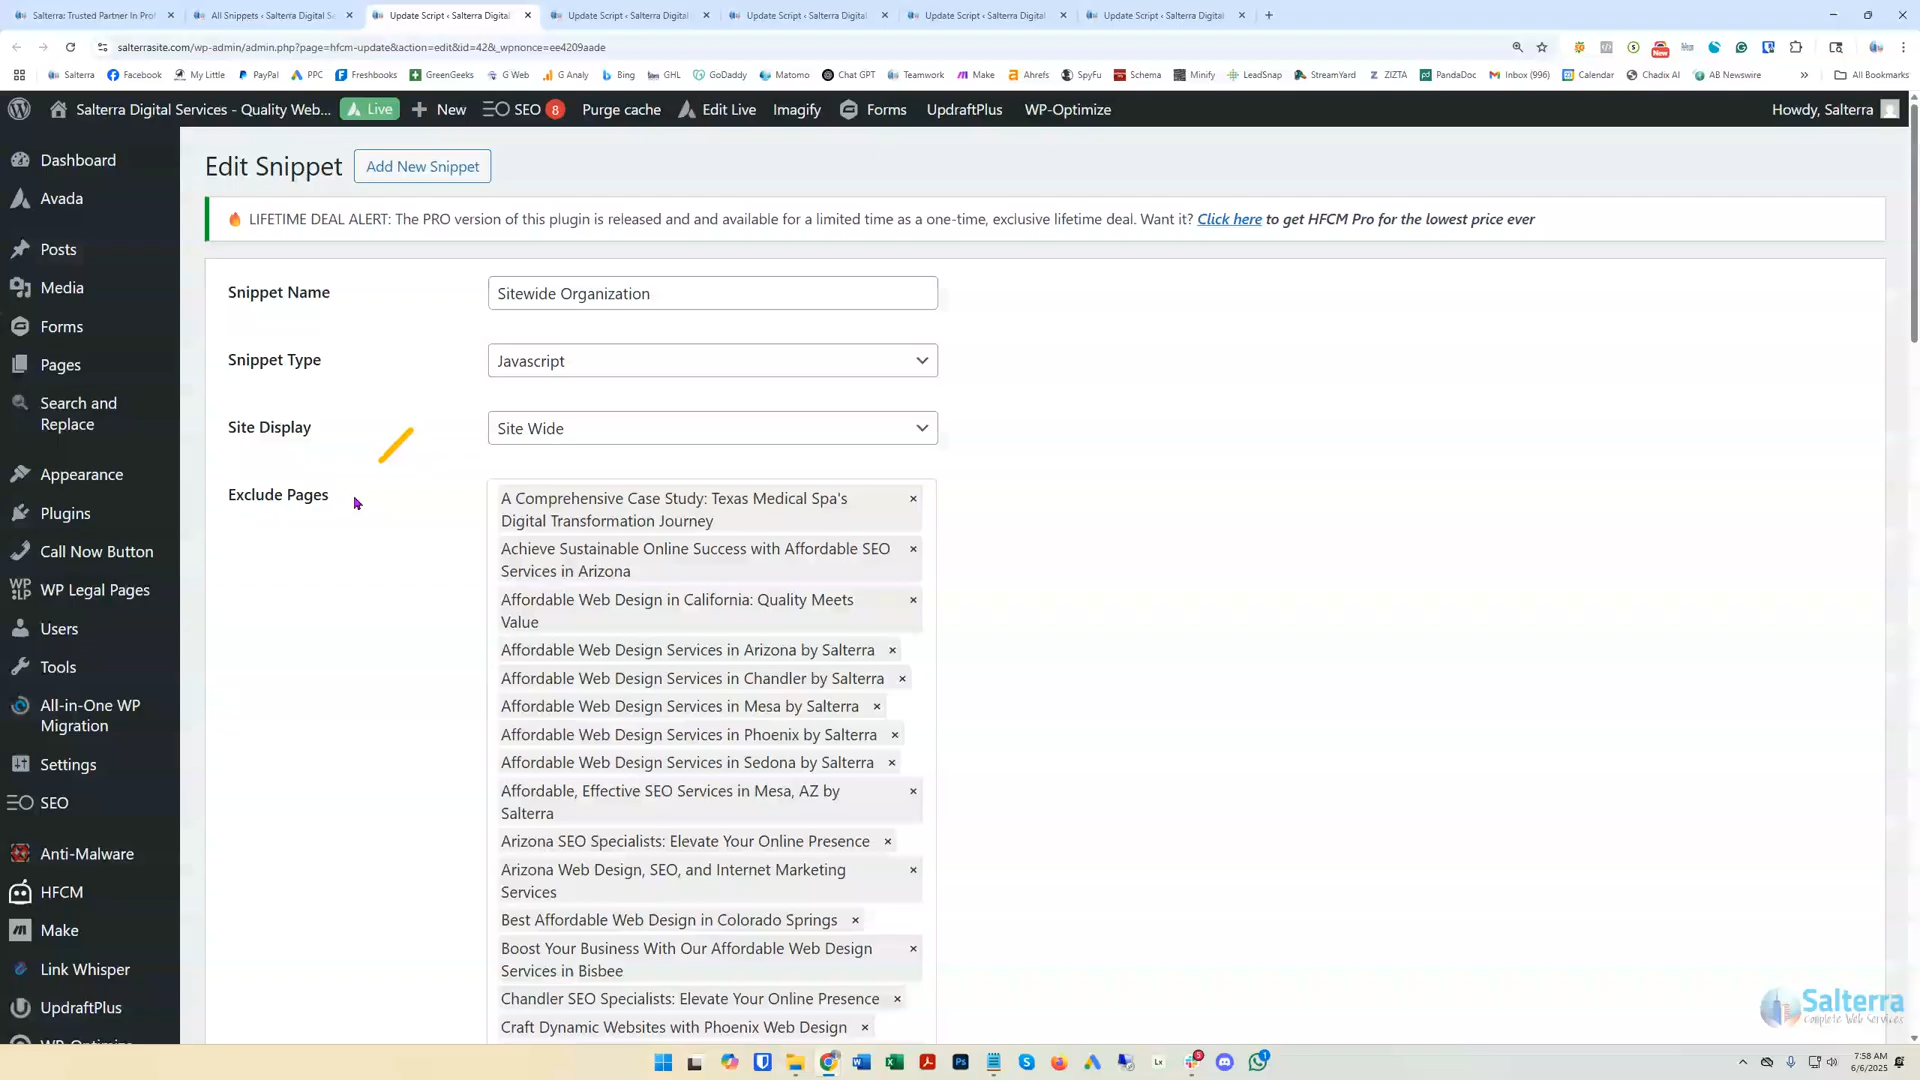 Salterra: Trusted Partner In Pro
All Snippets ‹ Salterra Digital S
Update Script ‹ Salterra Digital
Update Script ‹ Salterra Digital
Update Script ‹ Salterra Digital
Update Script ‹ Salterra Digital
Update Script ‹ Salterra Digital
salterrasite.com/wp-admin/admin.php?page=hfcm-update&action=edit&id=42&_wpnonce=ee4209aade
New
Salterra
Facebook
My Little
PayPal
PPC
Freshbooks
GreenGeeks
G Web
G Analy
Bing
GHL
GoDaddy
Matomo
Chat GPT
Teamwork
Make
Ahrefs
SpyFu
Schema
Minify
LeadSnap
StreamYard
ZIZTA
PandaDoc
Inbox (996)
Calendar
Chadix AI
AB Newswire
All Bookmarks
Salterra Digital Services - Quality Web...
Live
New
SEO 8
Purge cache
Edit Live
Imagify
Forms
UpdraftPlus
WP-Optimize
Howdy, Salterra
Dashboard
Avada
Posts
Media
Forms
Pages
Search and
Replace
Appearance
Plugins
Call Now Button
WP Legal Pages
Users
Tools
All-in-One WP
Migration
Settings
SEO
Anti-Malware
HFCM
Make
Link Whisper
UpdraftPlus
WP-Optimize
Edit Snippet
Add New Snippet
LIFETIME DEAL ALERT: The PRO version of this plugin is released and and available for a limited time as a one-time, exclusive lifetime deal. Want it? Click here to get HFCM Pro for the lowest price ever
Snippet Name
Sitewide Organization
Snippet Type
Javascript
Site Display
Site Wide
Exclude Pages
A Comprehensive Case Study: Texas Medical Spa's
Digital Transformation Journey
Achieve Sustainable Online Success with Affordable SEO
Services in Arizona
Affordable Web Design in California: Quality Meets
Value
Affordable Web Design Services in Arizona by Salterra
Affordable Web Design Services in Chandler by Salterra
Affordable Web Design Services in Mesa by Salterra
Affordable Web Design Services in Phoenix by Salterra
Affordable Web Design Services in Sedona by Salterra
Affordable, Effective SEO Services in Mesa, AZ by
Salterra
Arizona SEO Specialists: Elevate Your Online Presence
Arizona Web Design, SEO, and Internet Marketing
Services
Best Affordable Web Design in Colorado Springs
Boost Your Business With Our Affordable Web Design
Services in Bisbee
Chandler SEO Specialists: Elevate Your Online Presence
Craft Dynamic Websites with Phoenix Web Design
Salterra
Complete Web Services
7:58 AM
6/6/2025